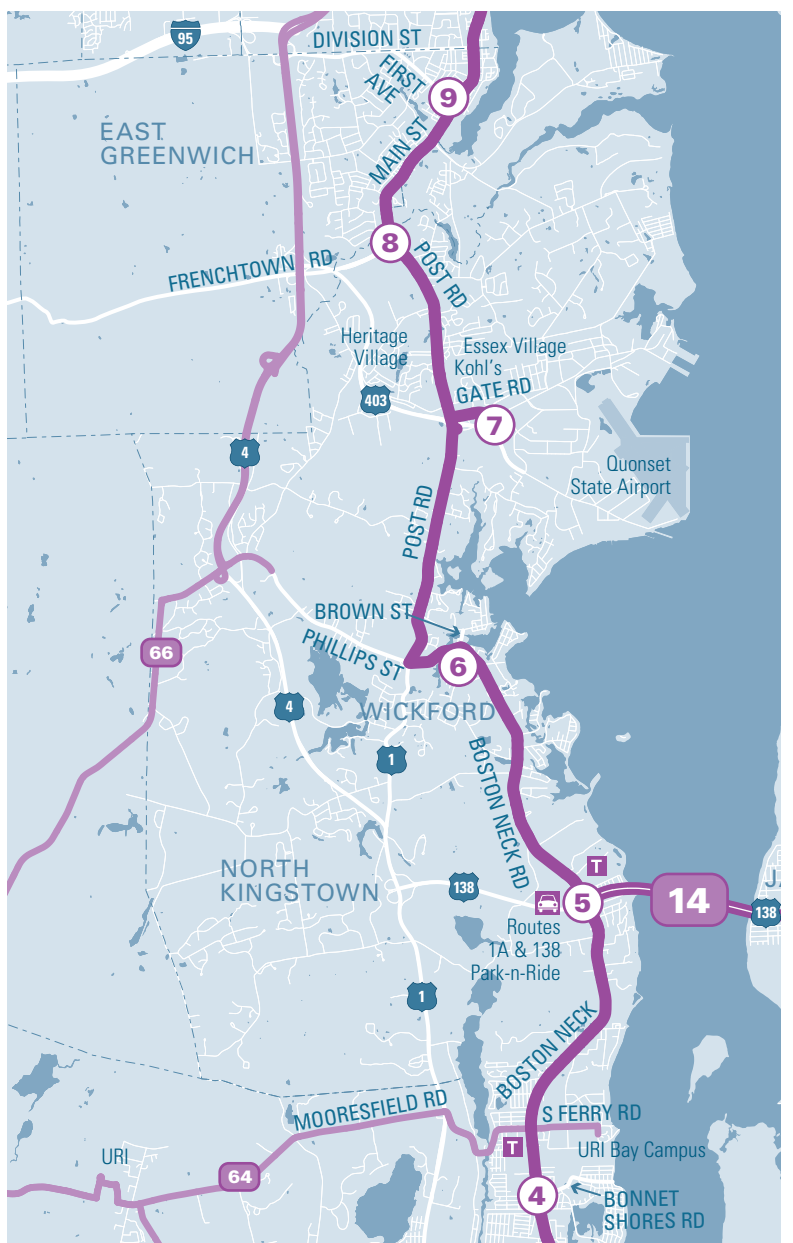 95
DIVISION ST
FIRST
AVE
9
EAST
GREENWICH
MAIN ST
8
FRENCHTOWN RD
POST RD
Heritage
Village
Essex Village
Kohl's
GATE RD
403
7
4
Quonset
State Airport
POST RD
BROWN ST
PHILLIPS ST
66
6
4
WICKFORD
1
BOSTON NECK RD
NORTH
KINGSTOWN
T
138
5
14
JA
138
Routes
1A & 138
Park-n-Ride
1
BOSTON NECK
MOORESFIELD RD
S FERRY RD
T
URI Bay Campus
URI
64
4
BONNET
SHORES RD